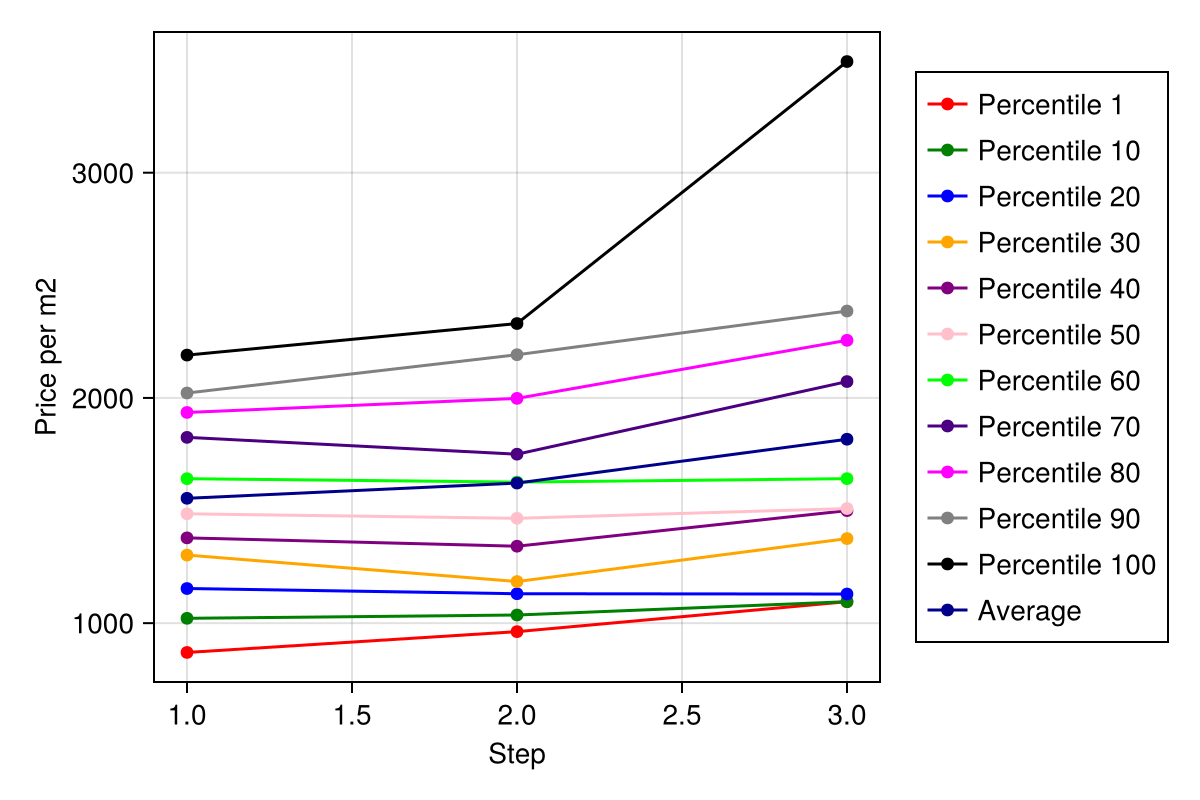 Price per m2
3000
2000
1000
1.0
1.5
2.0
2.5
3.0
Step
Percentile 1
Percentile 10
Percentile 20
Percentile 30
Percentile 40
Percentile 50
Percentile 60
Percentile 70
Percentile 80
Percentile 90
Percentile 100
Average